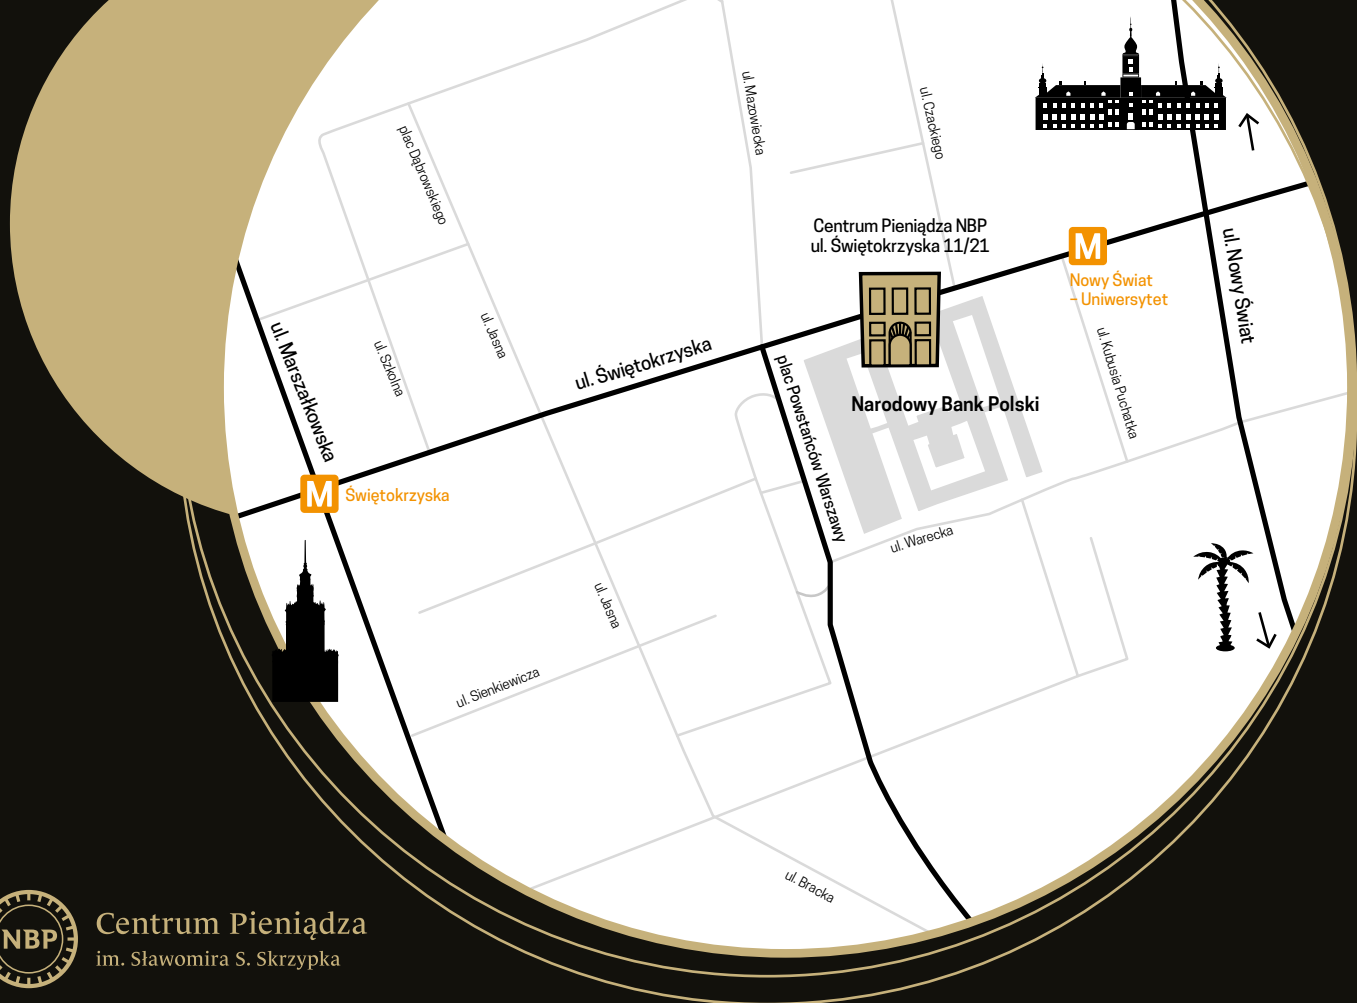 ul. Mazowiecka
ul. Czackiego
plac Dąbrowskiego
Centrum Pieniądza NBP
ul. Świętokrzyska 11/21
M
Nowy Świat
– Uniwersytet
ul. Nowy Świat
ul. Marszałkowska
ul. Szkolna
ul. Jasna
ul. Świętokrzyska
plac Powstańców Warszawy
Narodowy Bank Polski
ul. Kubusia Puchatka
M
Świętokrzyska
ul. Warecka
ul. Jasna
ul. Sienkiewicza
ul. Bracka
NBP
Centrum Pieniądza
im. Sławomira S. Skrzypka